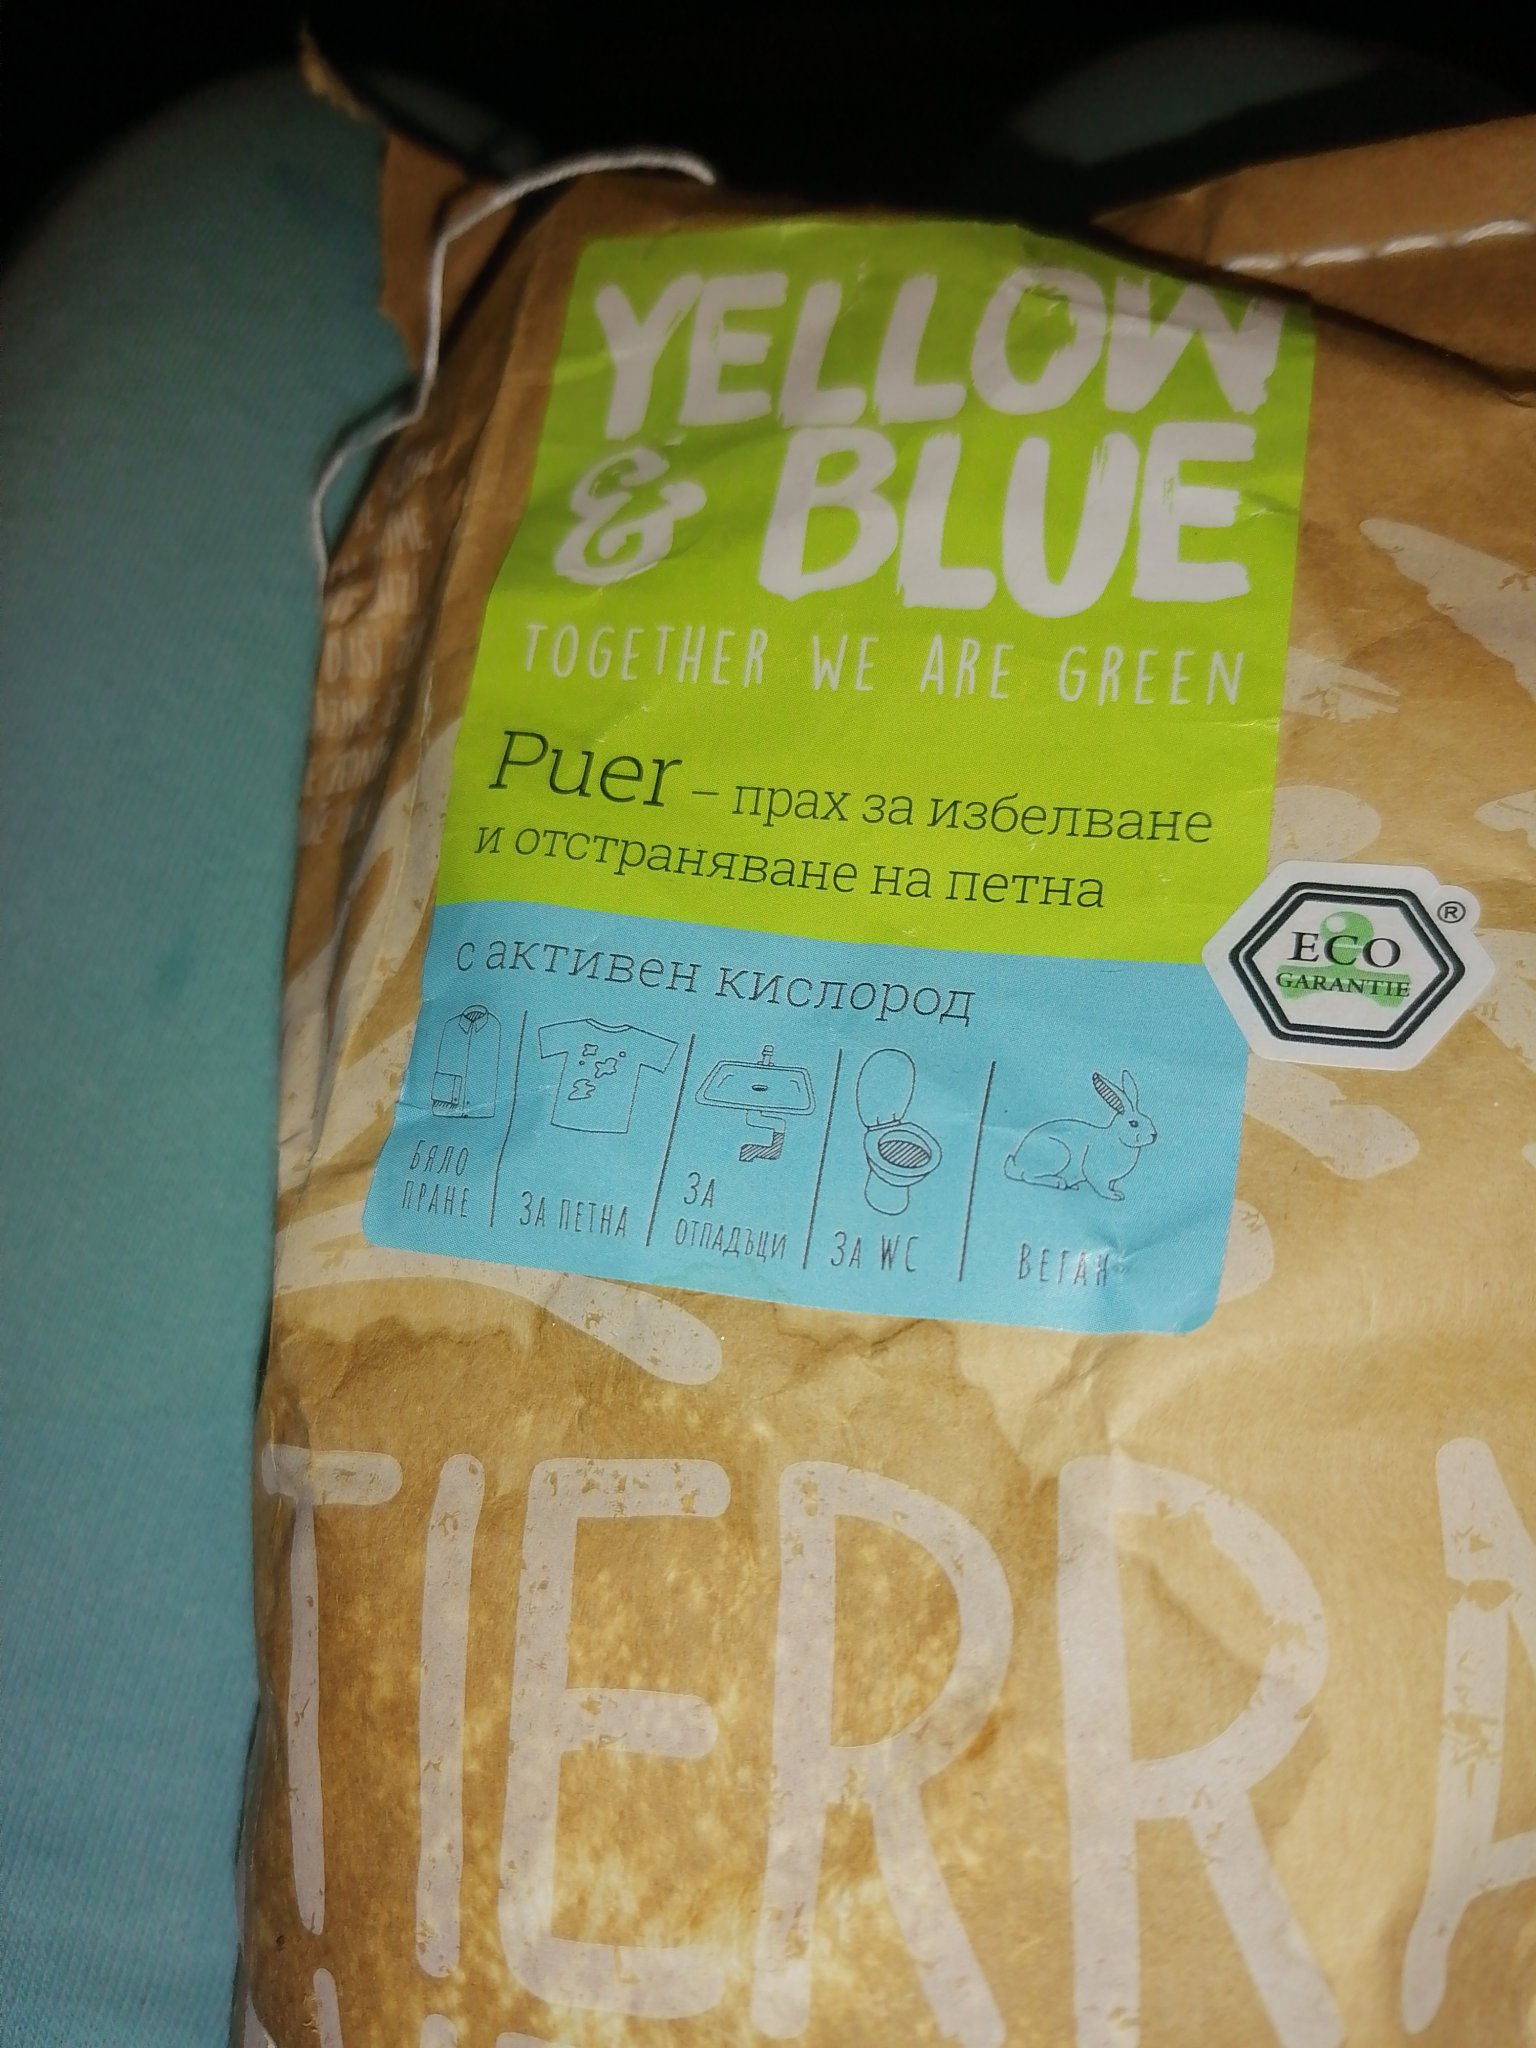 YELLOW
& BLUE
TOGETHER WE ARE GREEN
Puer – прах за избелване
и отстраняване на петна
с активен кислород
ECO
GARANTIE
®
БЯЛО
ПРАНЕ
ЗА ПЕТНА
ЗА
ОТПАДЪЦИ
ЗА WC
ВЕГАН
TIERRA